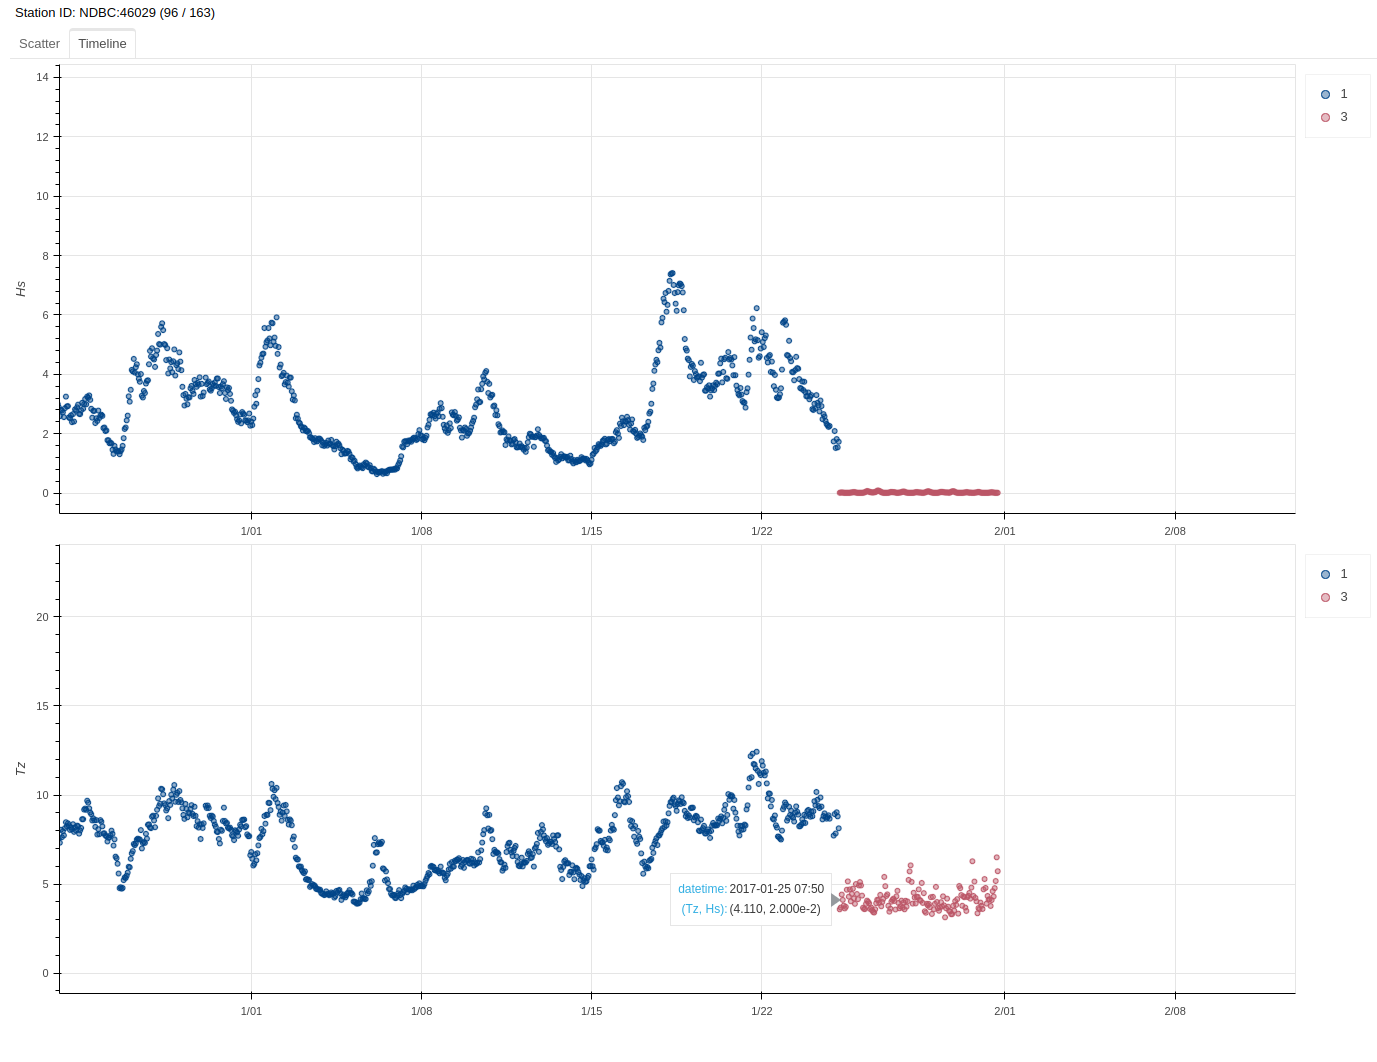 Station ID: NDBC:46029 (96 / 163)
Scatter Timeline
14
12
10
8
6
4
2
0
Hs
1/01 1/08 1/15 1/22 2/01 2/08
1
3
20
15
10
5
0
Tz
1/01 1/08 1/15 1/22 2/01 2/08
1
3
datetime: 2017-01-25 07:50
(Tz, Hs): (4.110, 2.000e-2)